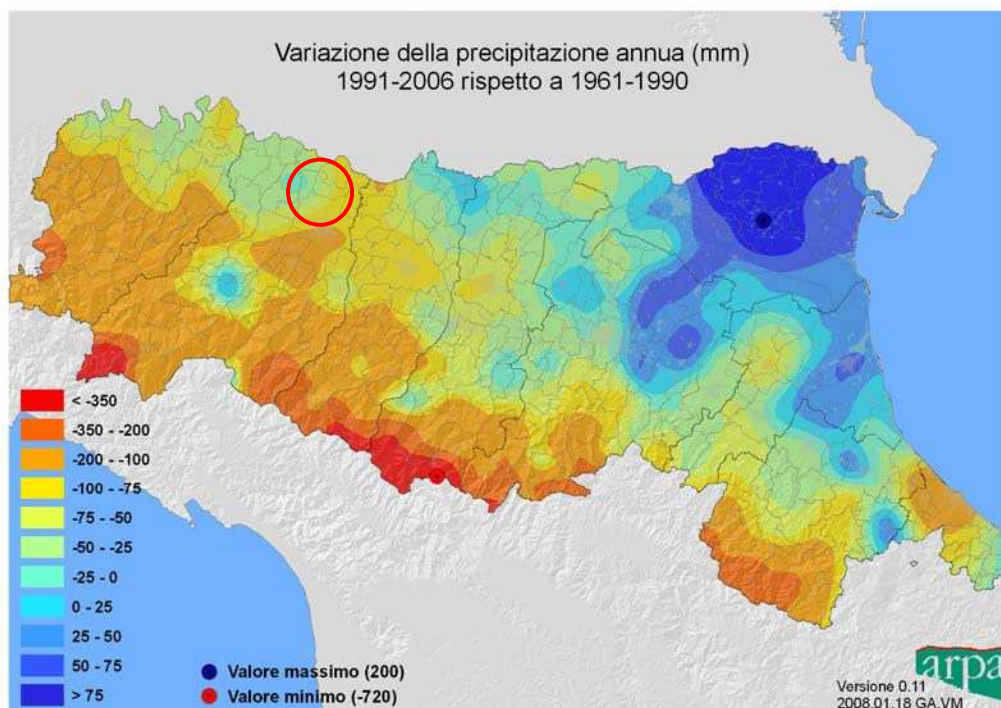 Variazione della precipitazione annua (mm)
1991-2006 rispetto a 1961-1990
< -350
-350 - -200
-200 - -100
-100 - -75
-75 - -50
-50 - -25
-25 - 0
0 - 25
25 - 50
50 - 75
> 75
Valore massimo (200)
Valore minimo (-720)
arpa
Versione 0.11
2008.01.18 GA.VM